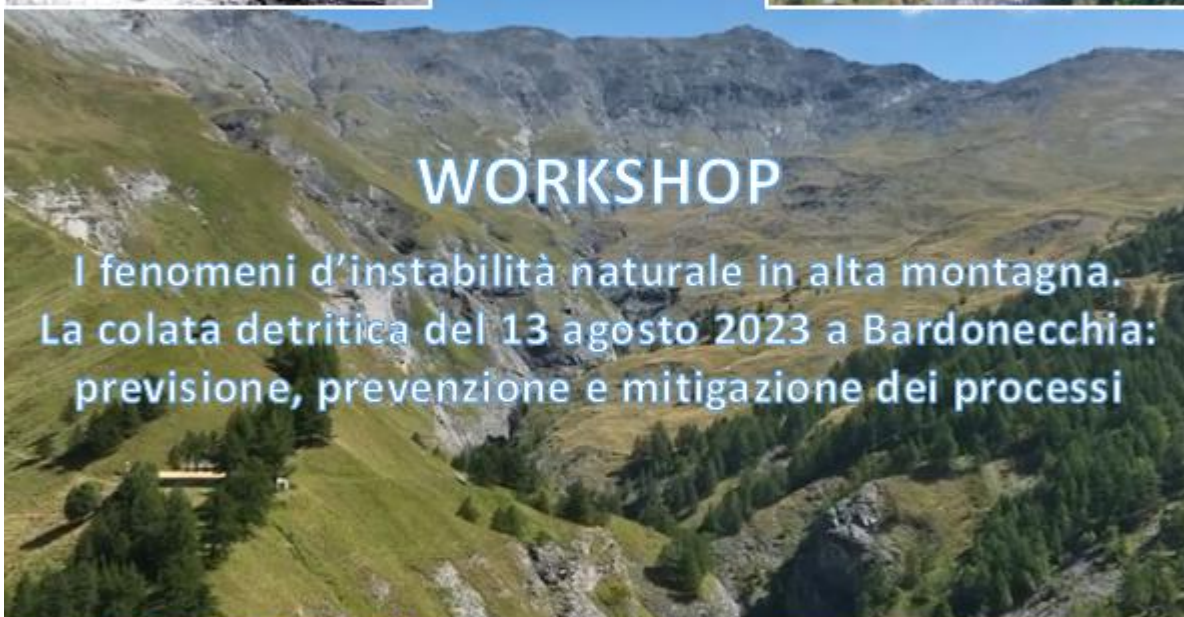 WORKSHOP
I fenomeni d’instabilità naturale in alta montagna.
La colata detritica del 13 agosto 2023 a Bardonecchia:
previsione, prevenzione e mitigazione dei processi